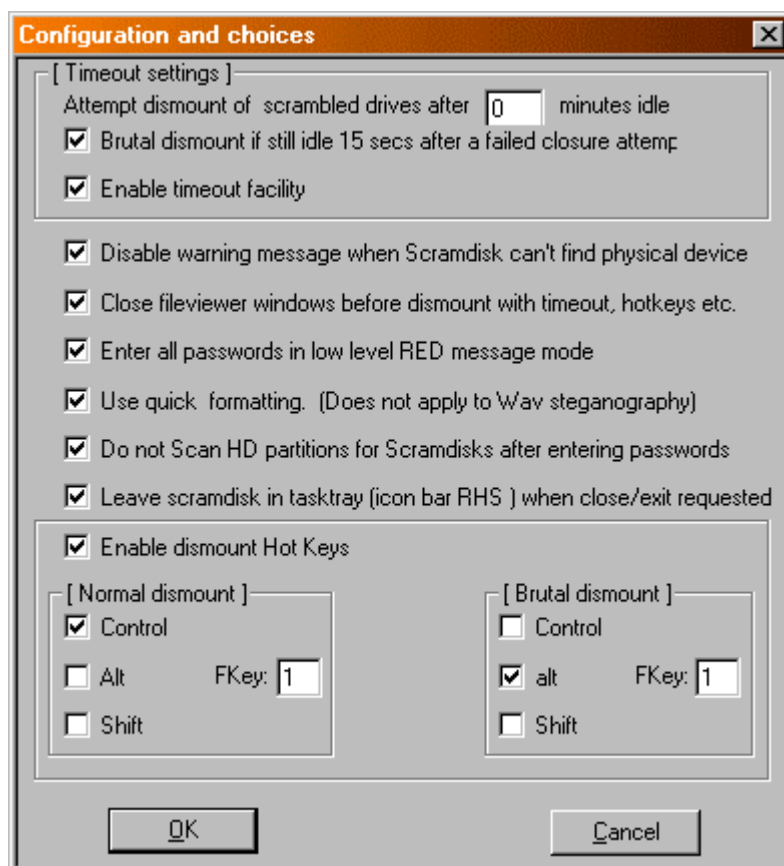 Configuration and choices
[ Timeout settings ]
Attempt dismount of scrambled drives after 0 minutes idle
Brutal dismount if still idle 15 secs after a failed closure attemp
Enable timeout facility
Disable warning message when Scramdisk can't find physical device
Close fileviewer windows before dismount with timeout, hotkeys etc.
Enter all passwords in low level RED message mode
Use quick formatting. (Does not apply to Wav steganography)
Do not Scan HD partitions for Scramdisks after entering passwords
Leave scramdisk in tasktray (icon bar RHS ) when close/exit requested
Enable dismount Hot Keys
[ Normal dismount ]
Control
Alt FKey: 1
Shift
[ Brutal dismount ]
Control
alt FKey: 1
Shift
OK
Cancel